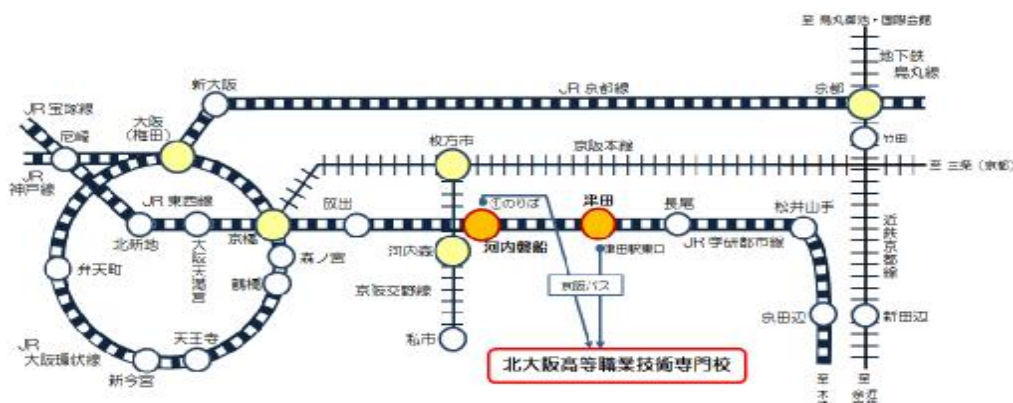 至 烏丸御池・国際会館
地下鉄
烏丸線
新大阪
JR 京都線
京都
JR 宝塚線
尼崎
大阪
(梅田)
枚方市
京阪本線
竹田
至 三条(京都)
JR
神戸線
JR 東西線
放出
①のりば
津田
長尾
松井山手
北新地
大阪天満宮
京橋
森ノ宮
河内森
河内磐船
津田駅東口
JR 学研都市線
近鉄京都線
弁天町
鶴橋
京阪交野線
京阪バス
京田辺
新田辺
JR
大阪環状線
天王寺
新今宮
私市
北大阪高等職業技術専門校
至
至